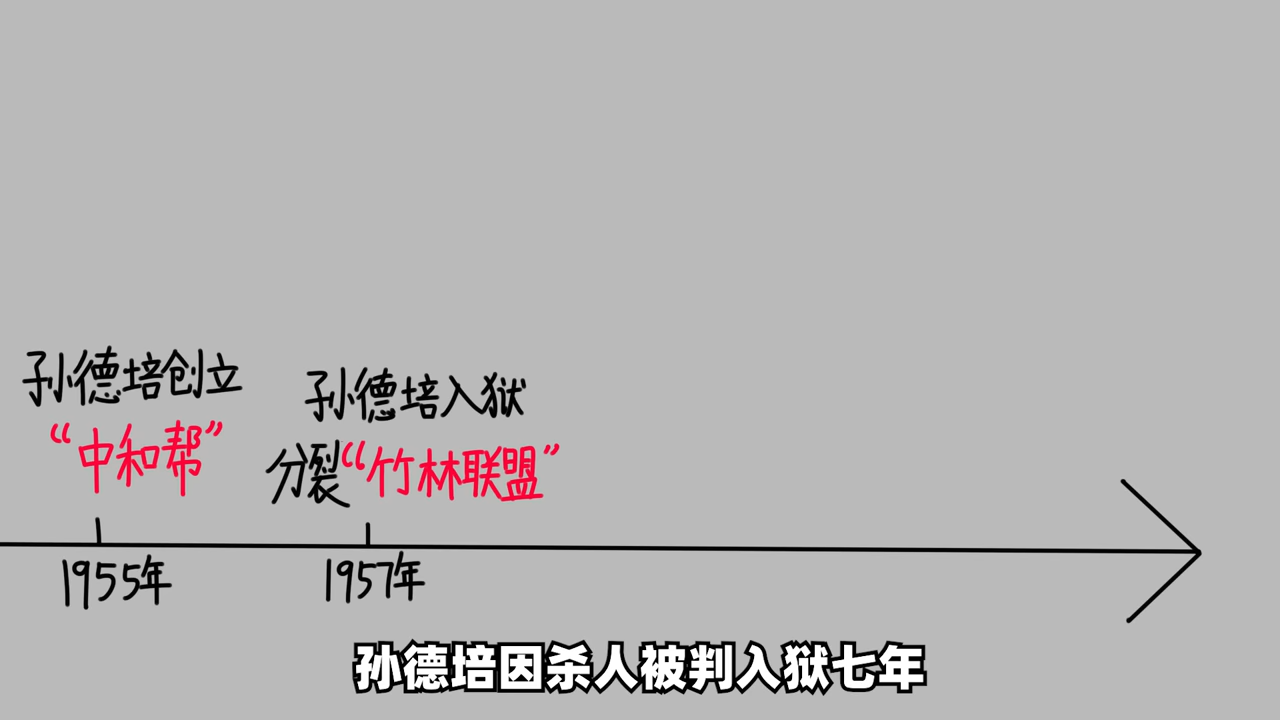 孙德培创立
“中和帮”
孙德培入狱
分裂“竹林联盟”
1955年
1957年
孙德培因杀人被判入狱七年